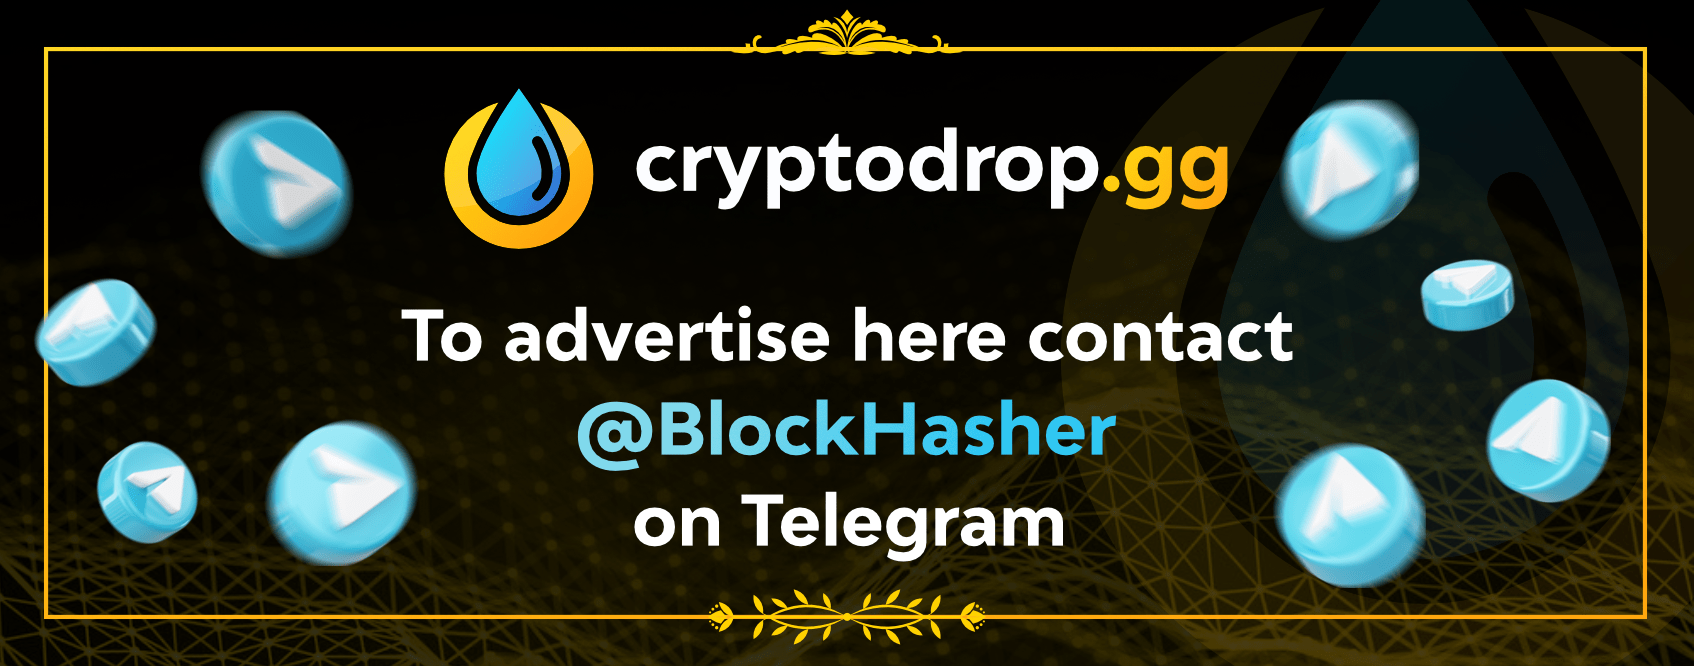 cryptodrop.gg
To advertise here contact
@BlockHasher
on Telegram